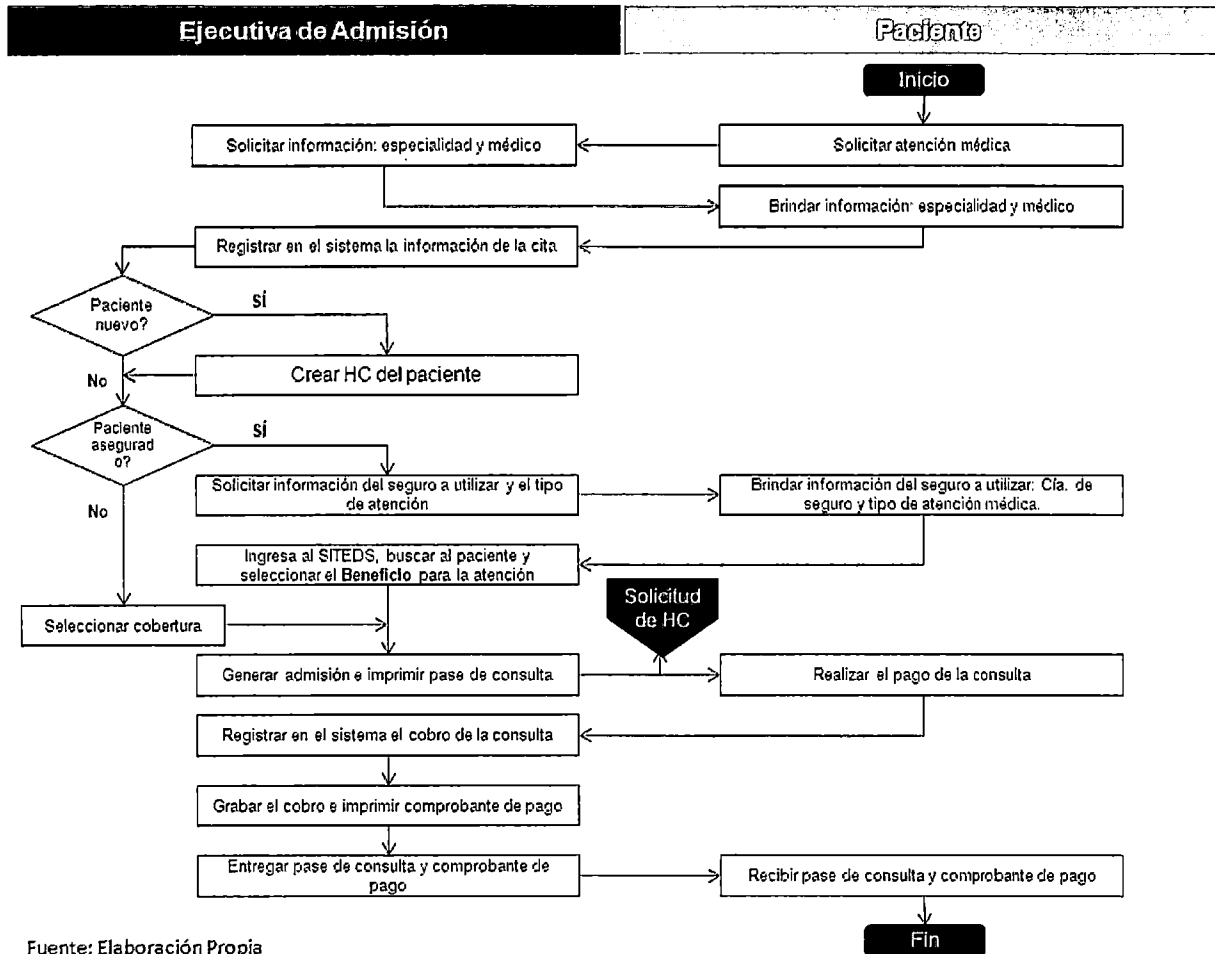 Ejecutiva de Admisión
Paciente
Inicio
Solicitar información: especialidad y médico
Solicitar atención médica
Brindar información: especialidad y médico
Registrar en el sistema la información de la cita
Paciente
nuevo?
SÍ
Crear HC del paciente
No
Paciente
asegurad
o?
SÍ
Solicitar información del seguro a utilizar y el tipo
de atención
Brindar información del seguro a utilizar: Cía. de
seguro y tipo de atención médica.
No
Ingresa al SITEDS, buscar al paciente y
seleccionar el Beneficio para la atención
Solicitud
de HC
Seleccionar cobertura
Generar admisión e imprimir pase de consulta
Realizar el pago de la consulta
Registrar en el sistema el cobro de la consulta
Grabar el cobro e imprimir comprobante de pago
Entregar pase de consulta y comprobante de
pago
Recibir pase de consulta y comprobante de pago
Fin
Fuente: Elaboración Propia